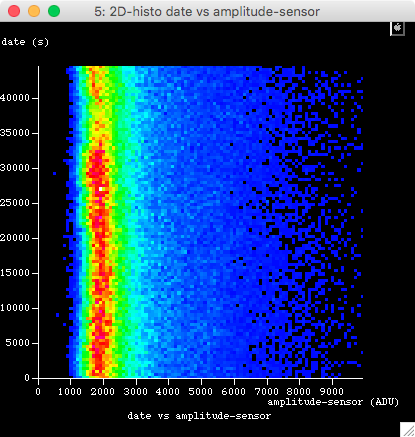 5: 2D-histo date vs amplitude-sensor
date (s)
40000
35000
30000
25000
20000
15000
10000
5000
0
0 1000 2000 3000 4000 5000 6000 7000 8000 9000
amplitude-sensor (ADU)
date vs amplitude-sensor